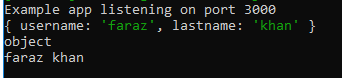 Example app listening on port 3000
{ username: 'faraz', lastname: 'khan' }
object
faraz khan